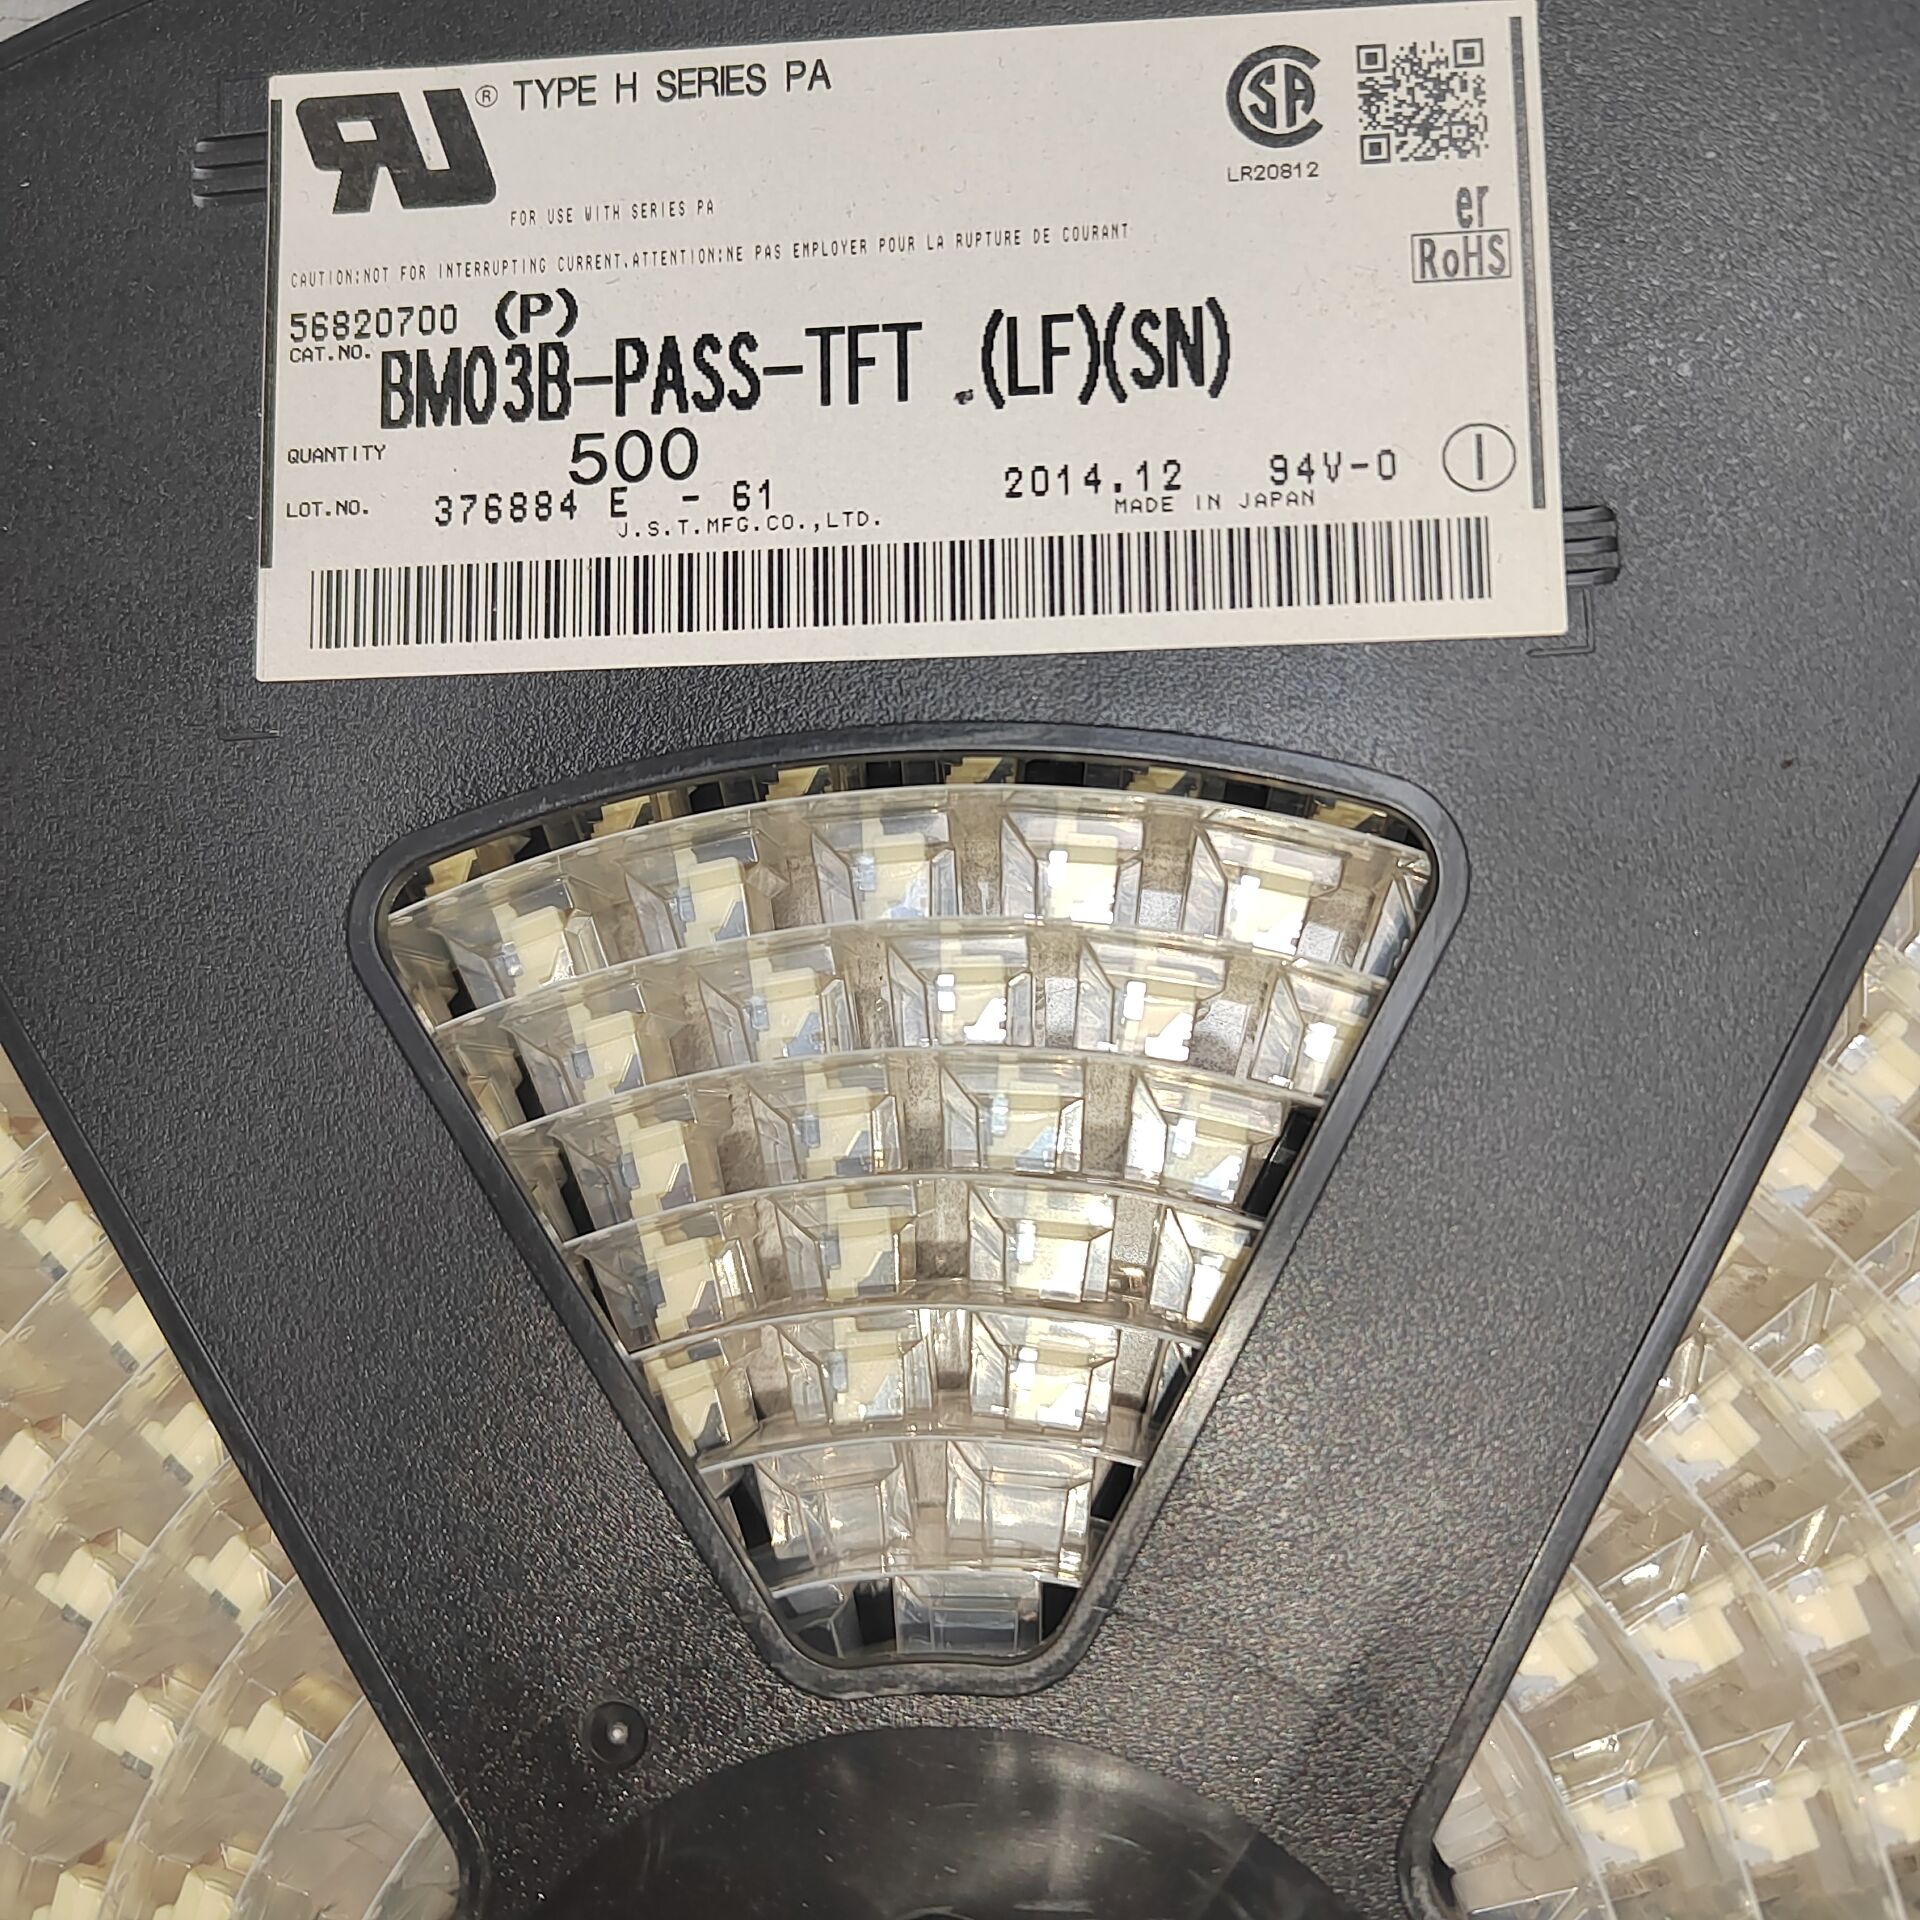 RU® TYPE H SERIES PA
SA
LR20812
FOR USE WITH SERIES PA
er
RoHS
CAUTION:NOT FOR INTERRUPTING CURRENT.ATTENTION:NE PAS EMPLOYER POUR LA RUPTURE DE COURANT
56820700 (P)
CAT.NO. BM03B-PASS-TFT (LF)(SN)
QUANTITY 500
LOT.NO. 376884 E - 61 2014.12 94V-0
J.S.T.MFG.CO.,LTD. MADE IN JAPAN